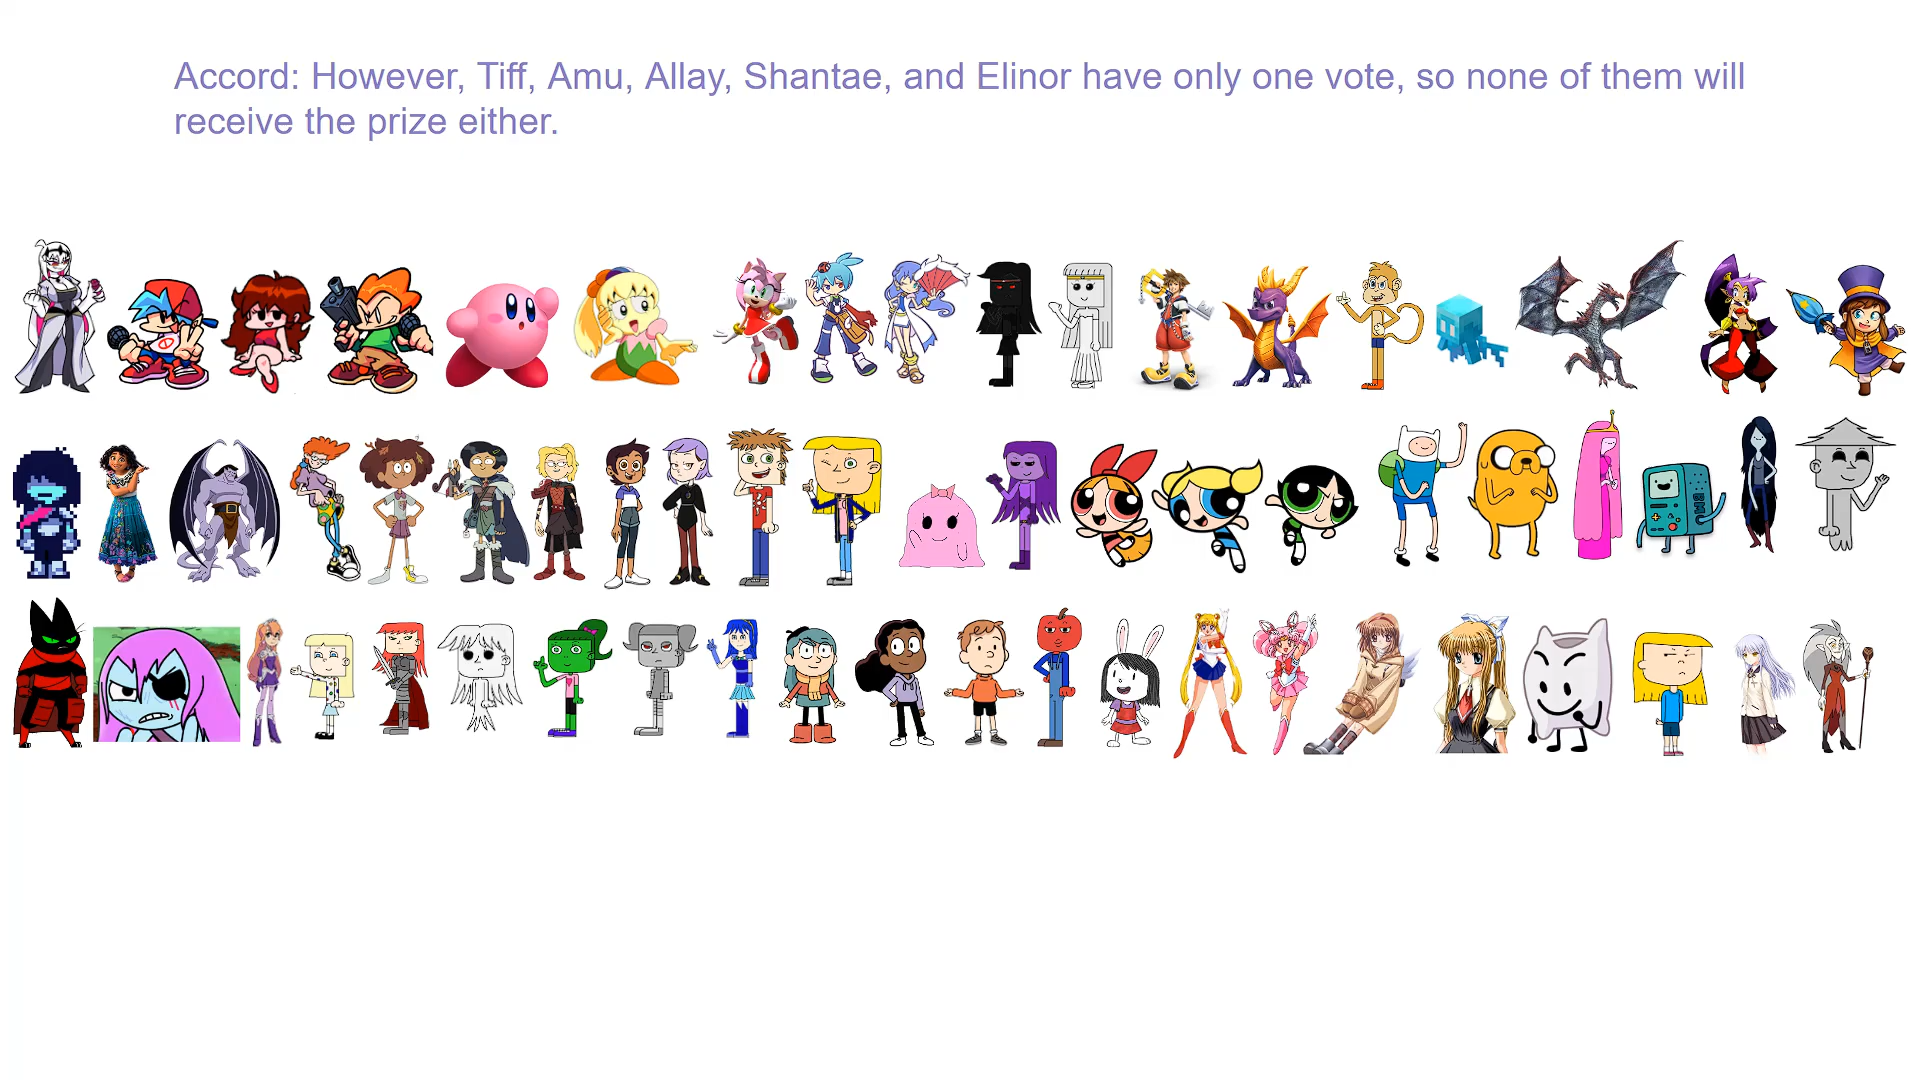 Accord: However, Tiff, Amu, Allay, Shantae, and Elinor have only one vote, so none of them will
receive the prize either.